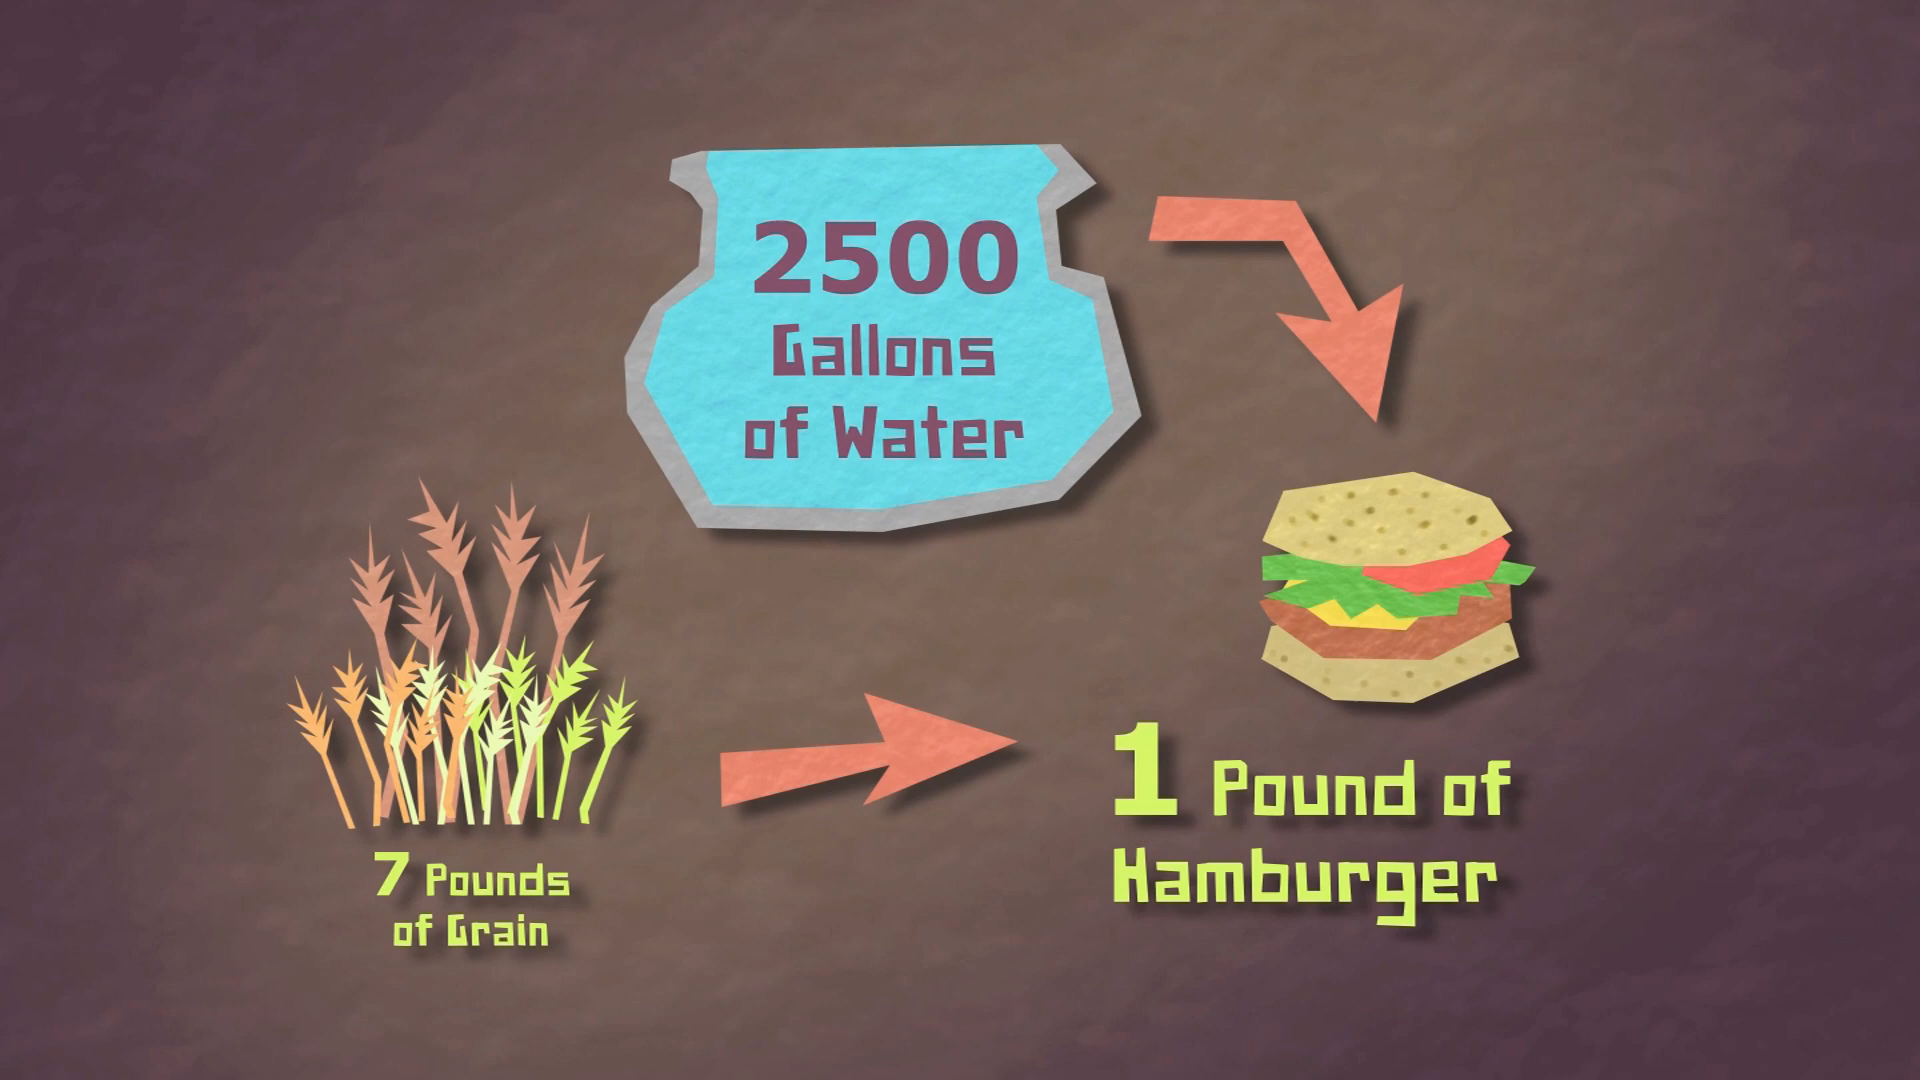 2500
Gallons
of Water
7 Pounds
of Grain
1 Pound of
Hamburger